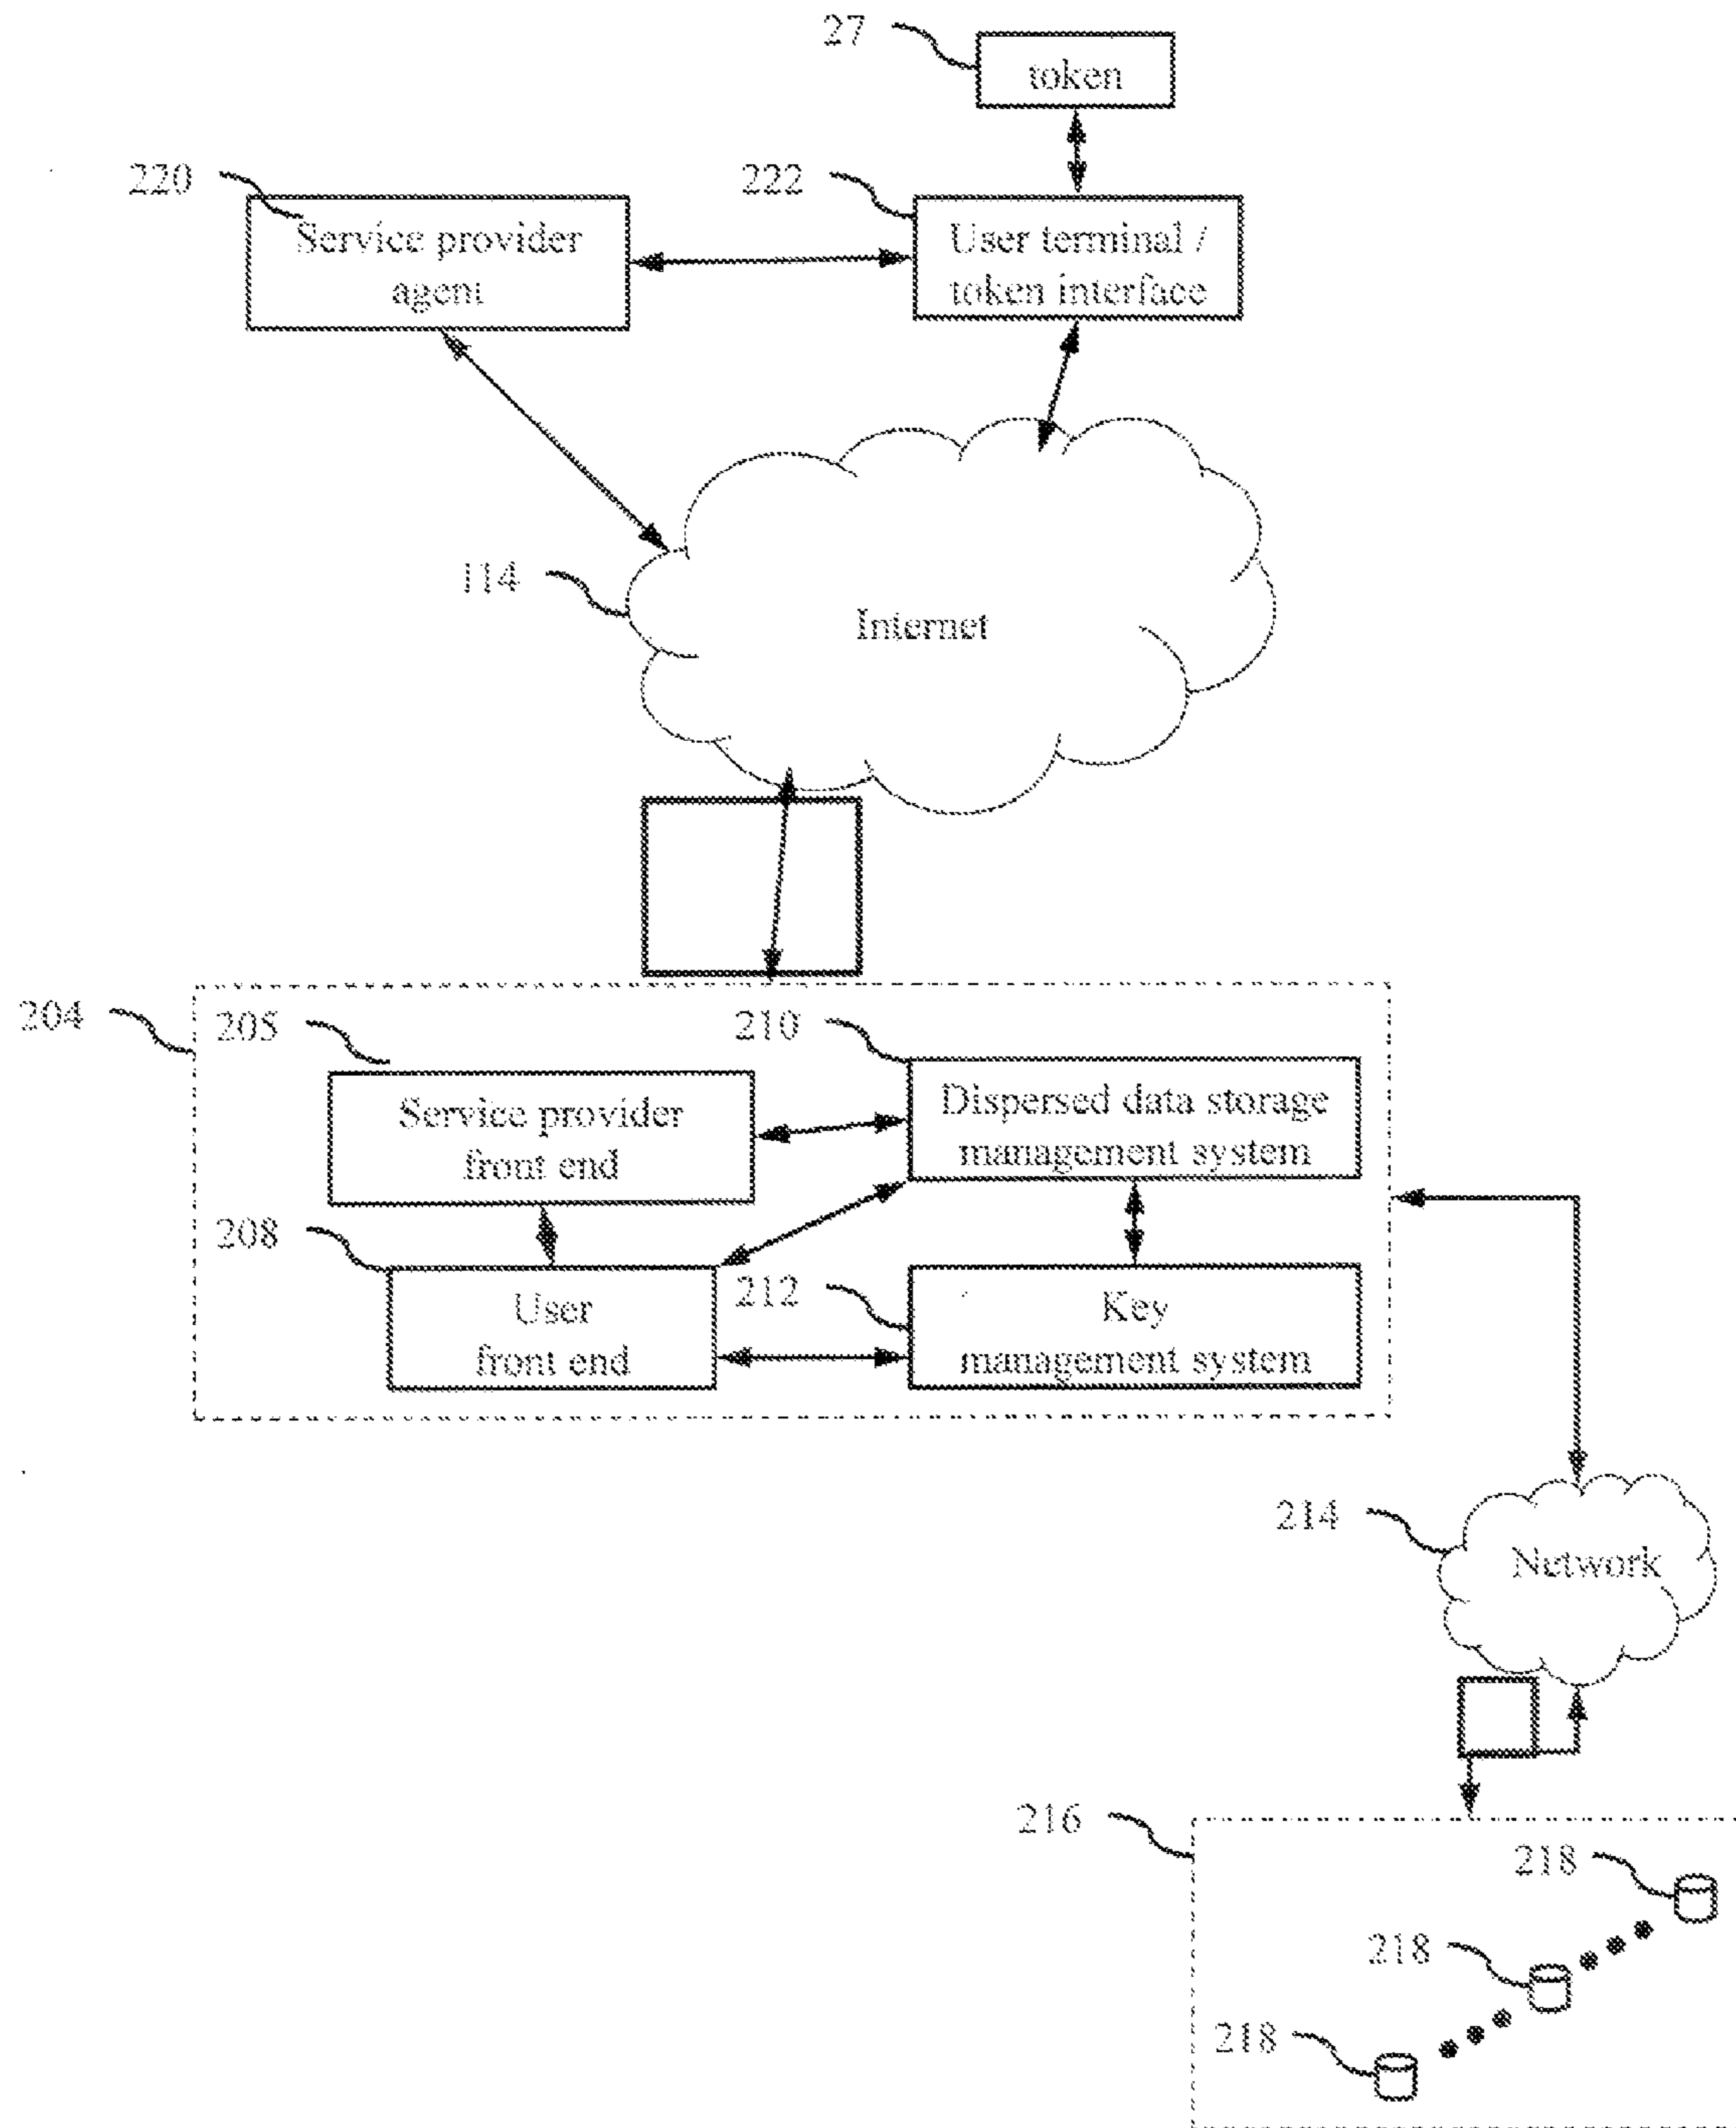 27
token
220
222
Service provider
agent
User terminal /
token interface
114
Internet
204
205
210
Service provider
front end
Dispersed data storage
management system
208
212
User
front end
Key
management system
214
Network
216
218
218
218